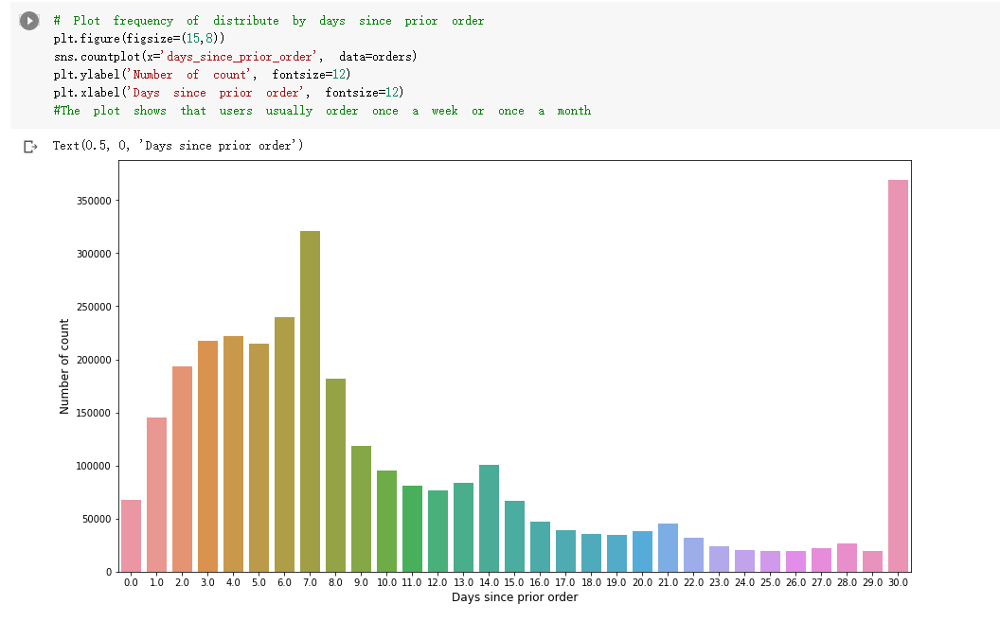 # Plot frequency of distribute by days since prior order
plt.figure(figsize=(15,8))
sns.countplot(x='days_since_prior_order', data=orders)
plt.ylabel('Number of count', fontsize=12)
plt.xlabel('Days since prior order', fontsize=12)
#The plot shows that users usually order once a week or once a month
Text(0.5, 0, 'Days since prior order')
350000
300000
250000
200000
150000
100000
50000
0
Number of count
0.0 1.0 2.0 3.0 4.0 5.0 6.0 7.0 8.0 9.0 10.0 11.0 12.0 13.0 14.0 15.0 16.0 17.0 18.0 19.0 20.0 21.0 22.0 23.0 24.0 25.0 26.0 27.0 28.0 29.0 30.0
Days since prior order